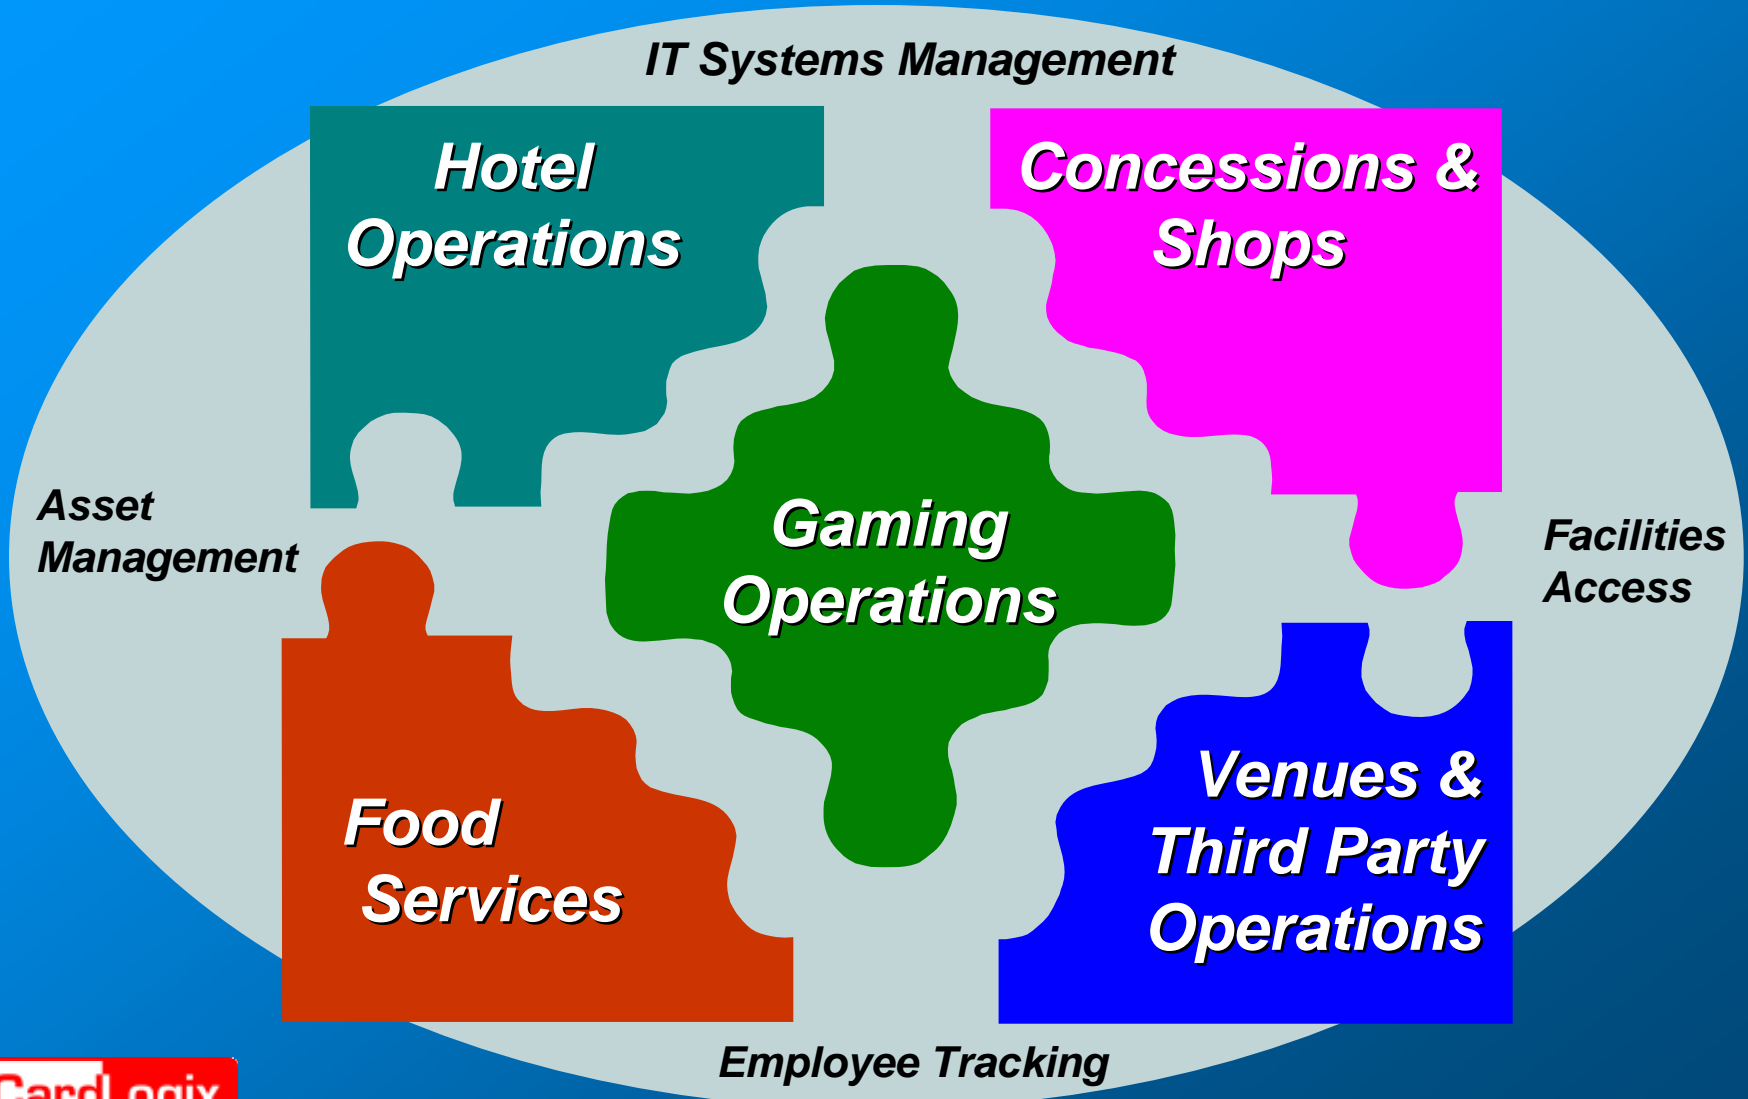 IT Systems Management
Hotel
Operations
Concessions &
Shops
Asset
Management
Gaming
Operations
Facilities
Access
Food
Services
Venues &
Third Party
Operations
Employee Tracking
CardLogix